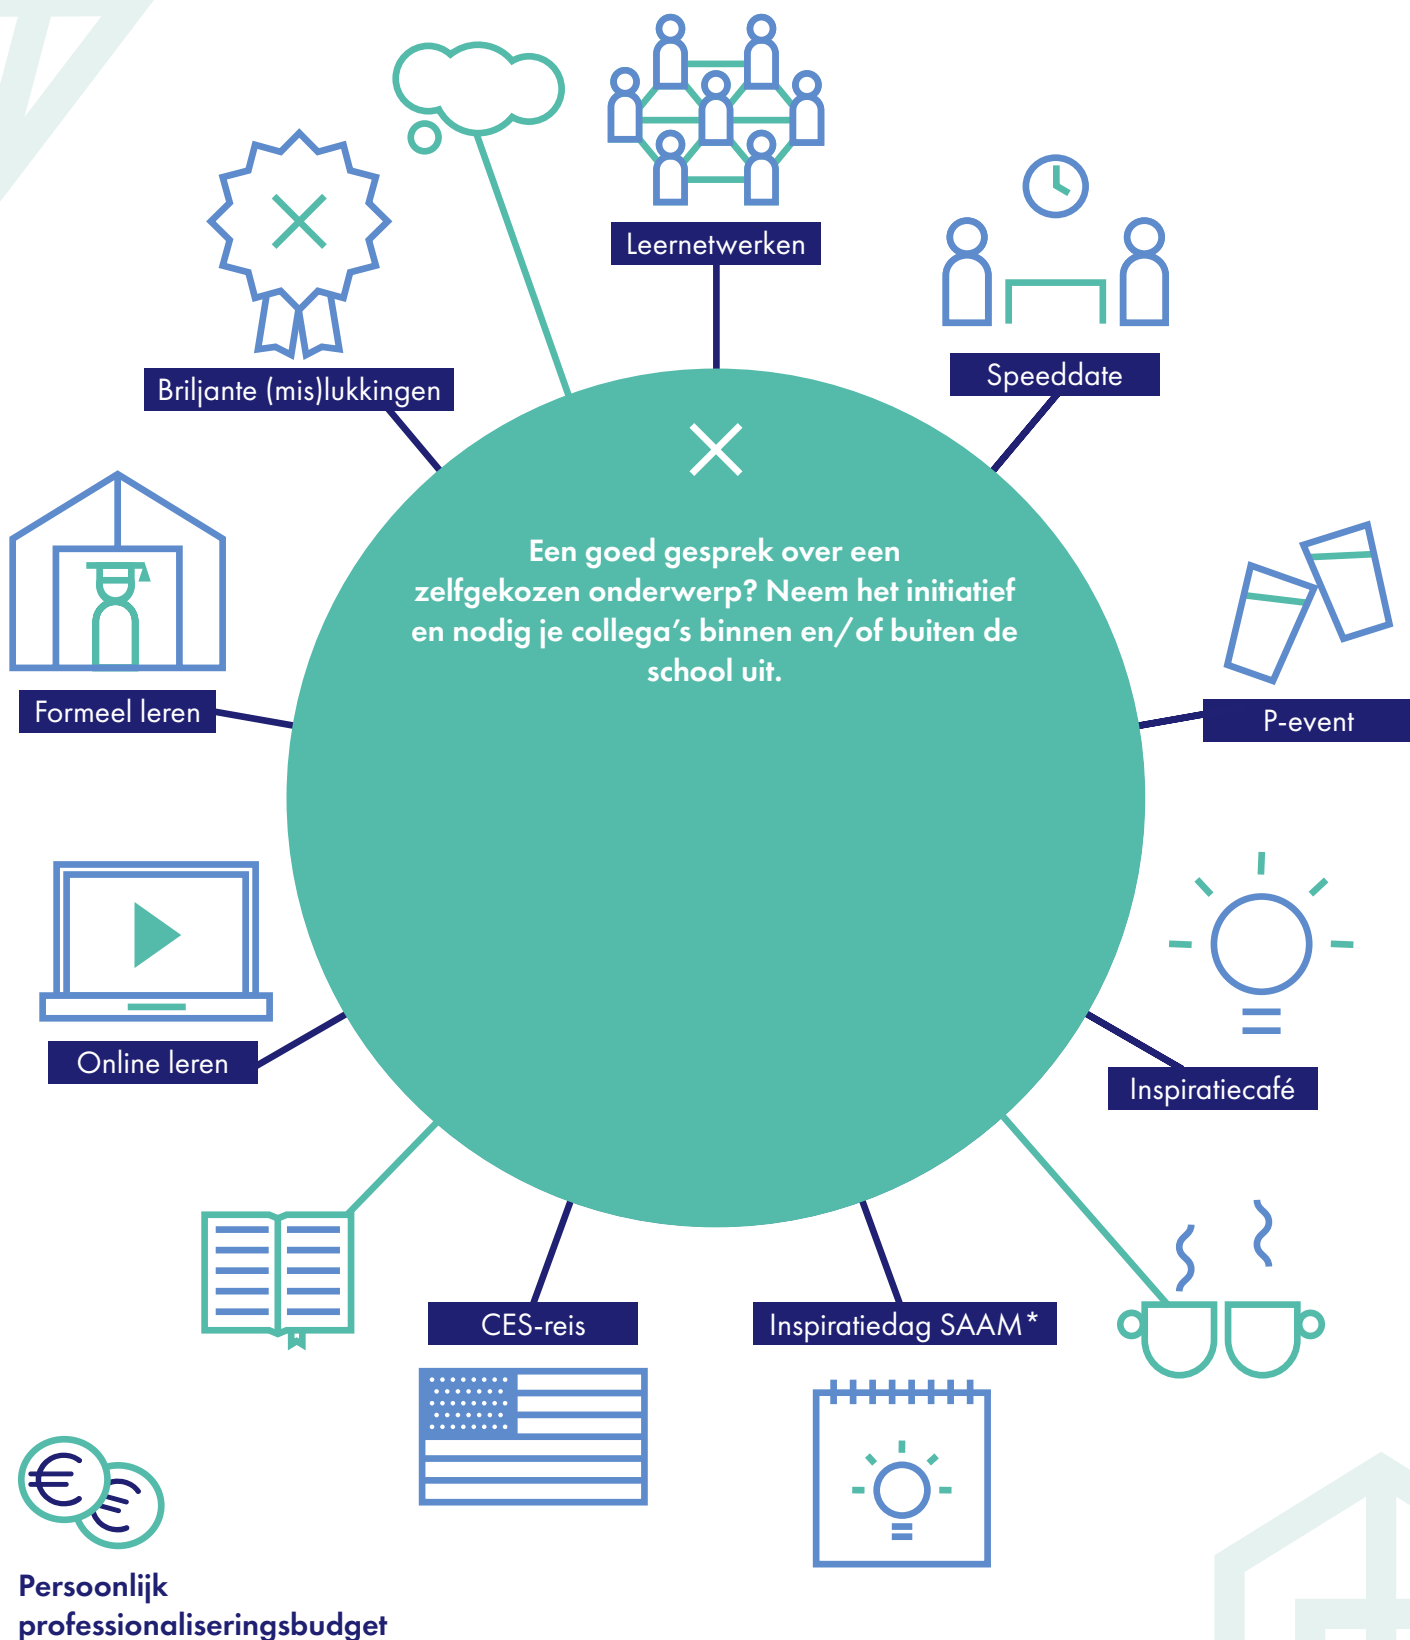 Leernetwerken
Speeddate
Briljante (mis)lukkingen
Een goed gesprek over een
zelfgekozen onderwerp? Neem het initiatief
en nodig je collega's binnen en/of buiten de
school uit.
Formeel leren
P-event
Online leren
Inspiratiecafé
CES-reis
Inspiratiedag SAAM*
Persoonlijk
professionaliseringsbudget